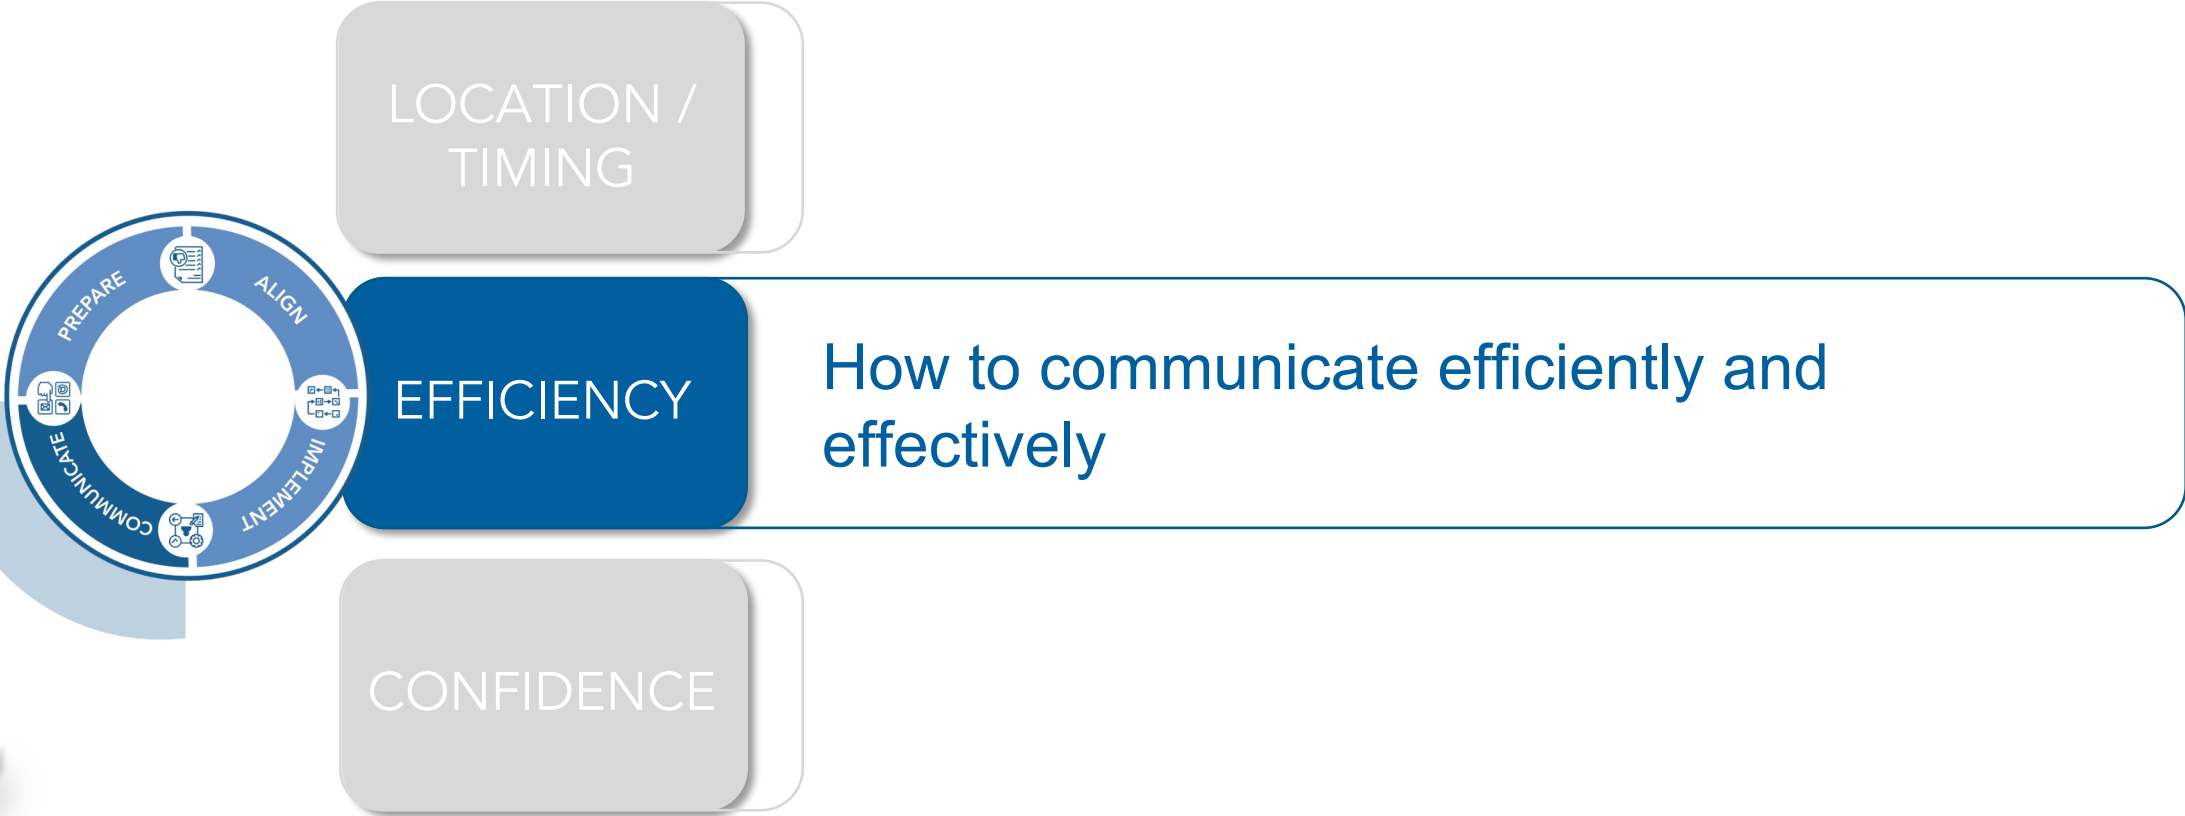 LOCATION /
TIMING
PREPARE
ALIGN
COMMUNICATE
IMPLEMENT
EFFICIENCY
How to communicate efficiently and
effectively
CONFIDENCE